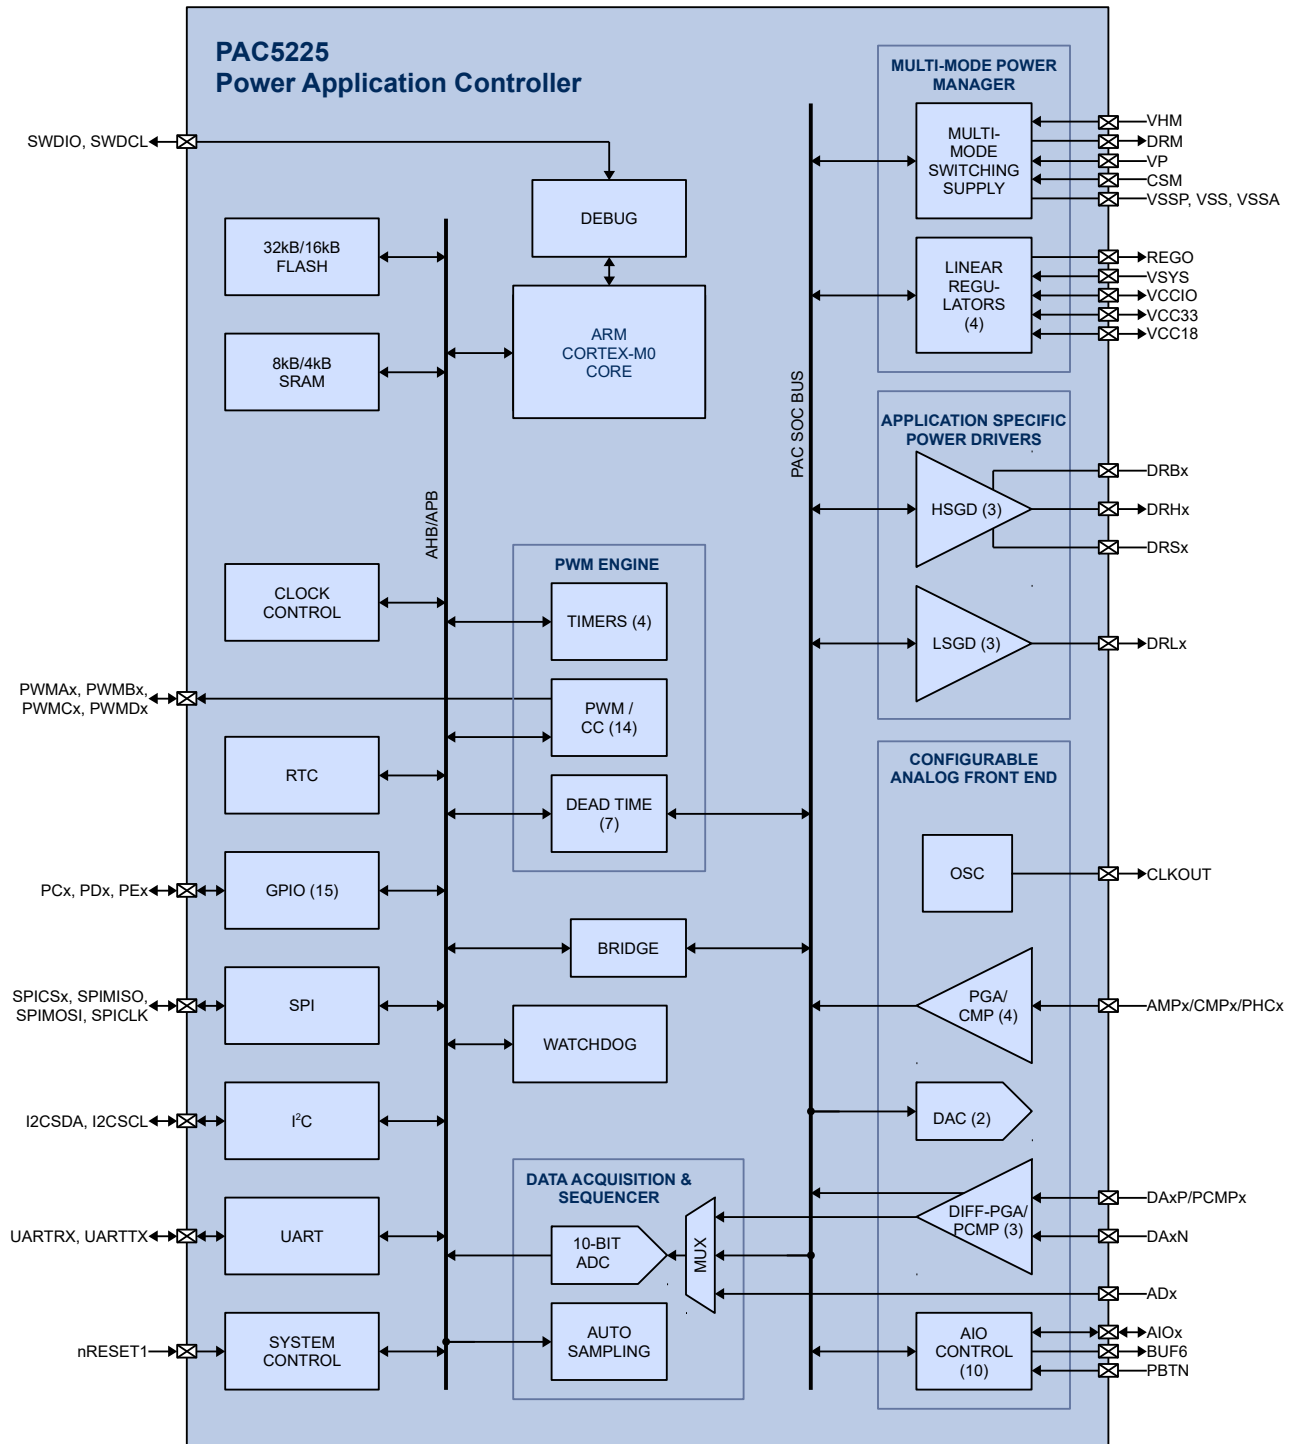 PAC5225
Power Application Controller
SWDIO, SWDCL
DEBUG
32kB/16kB
FLASH
ARM
CORTEX-M0
CORE
8kB/4kB
SRAM
AHB/APB
CLOCK
CONTROL
PWM ENGINE
TIMERS (4)
PWMAx, PWMBx,
PWMCx, PWMDx
PWM /
CC (14)
RTC
DEAD TIME
(7)
PCx, PDx, PEx
GPIO (15)
BRIDGE
SPICSx, SPIMISO,
SPIMOSI, SPICLK
SPI
WATCHDOG
I2CSDA, I2CSCL
I²C
DATA ACQUISITION &
SEQUENCER
UARTRX, UARTTX
UART
10-BIT
ADC
MUX
nRESET1
SYSTEM
CONTROL
AUTO
SAMPLING
PAC SOC BUS
MULTI-MODE POWER
MANAGER
MULTI-
MODE
SWITCHING
SUPPLY
VHM
DRM
VP
CSM
VSSP, VSS, VSSA
LINEAR
REGU-
LATORS
(4)
REGO
VSYS
VCCIO
VCC33
VCC18
APPLICATION SPECIFIC
POWER DRIVERS
HSGD (3)
DRBx
DRHx
DRSx
LSGD (3)
DRLx
CONFIGURABLE
ANALOG FRONT END
OSC
CLKOUT
PGA/
CMP (4)
AMPx/CMPx/PHCx
DAC (2)
DIFF-PGA/
PCMP (3)
DAxP/PCMPx
DAxN
ADx
AIO
CONTROL
(10)
AIOx
BUF6
PBTN